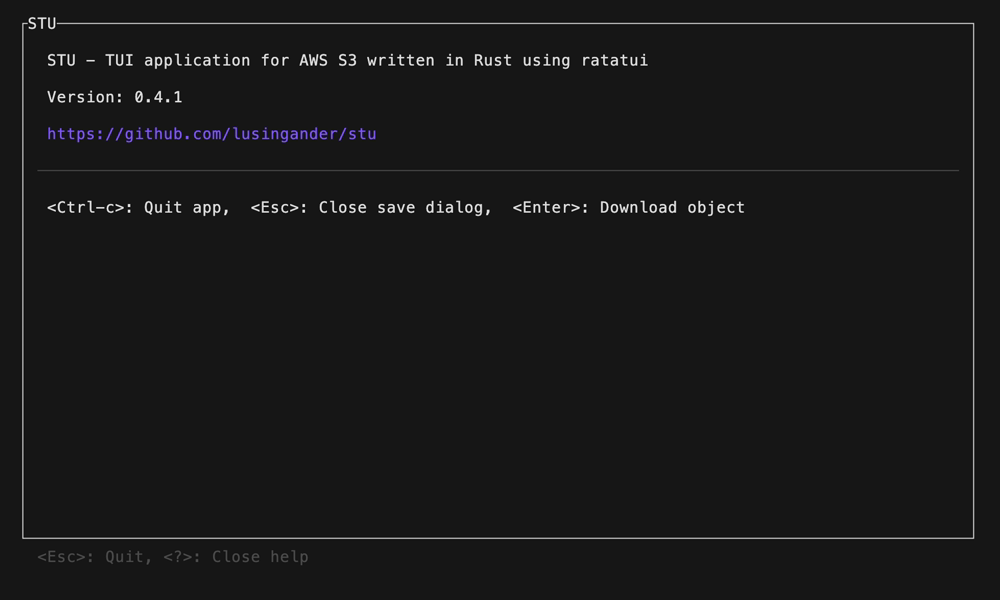 STU
STU – TUI application for AWS S3 written in Rust using ratatui
Version: 0.4.1
https://github.com/lusingander/stu
<Ctrl-c>: Quit app,  <Esc>: Close save dialog,  <Enter>: Download object
<Esc>: Quit, <?>: Close help